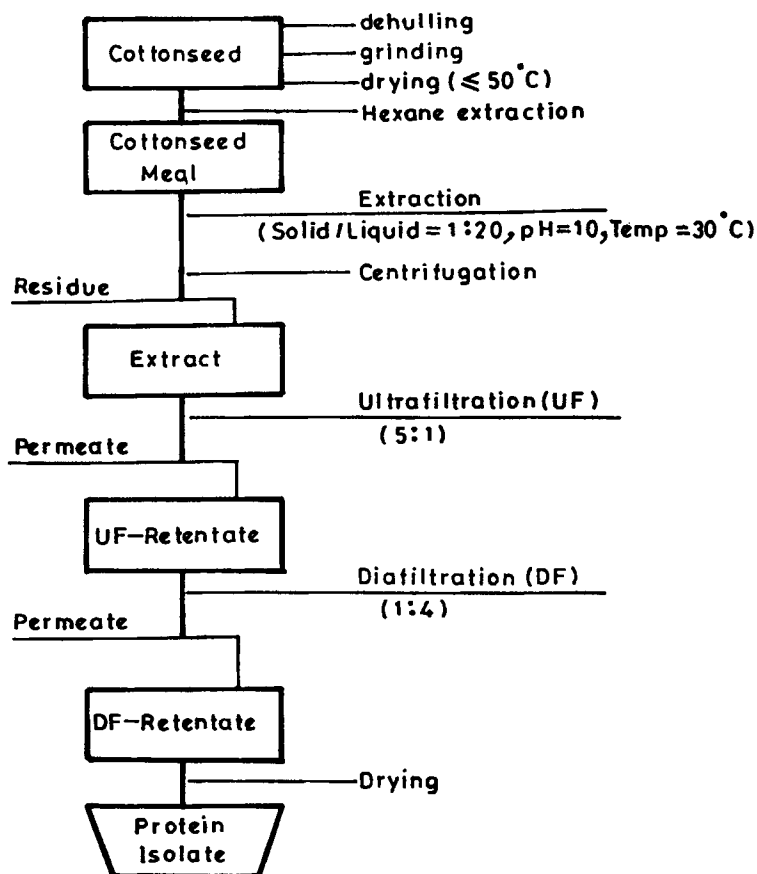 dehulling
Cottonseed
grinding
drying (≤ 50°C)
Hexane extraction
Cottonseed
Meal
Extraction
(Solid/Liquid = 1:20, pH=10, Temp =30°C)
Centrifugation
Residue
Extract
Ultrafiltration (UF)
(5:1)
Permeate
UF-Retentate
Diafiltration (DF)
(1:4)
Permeate
DF-Retentate
Drying
Protein
Isolate